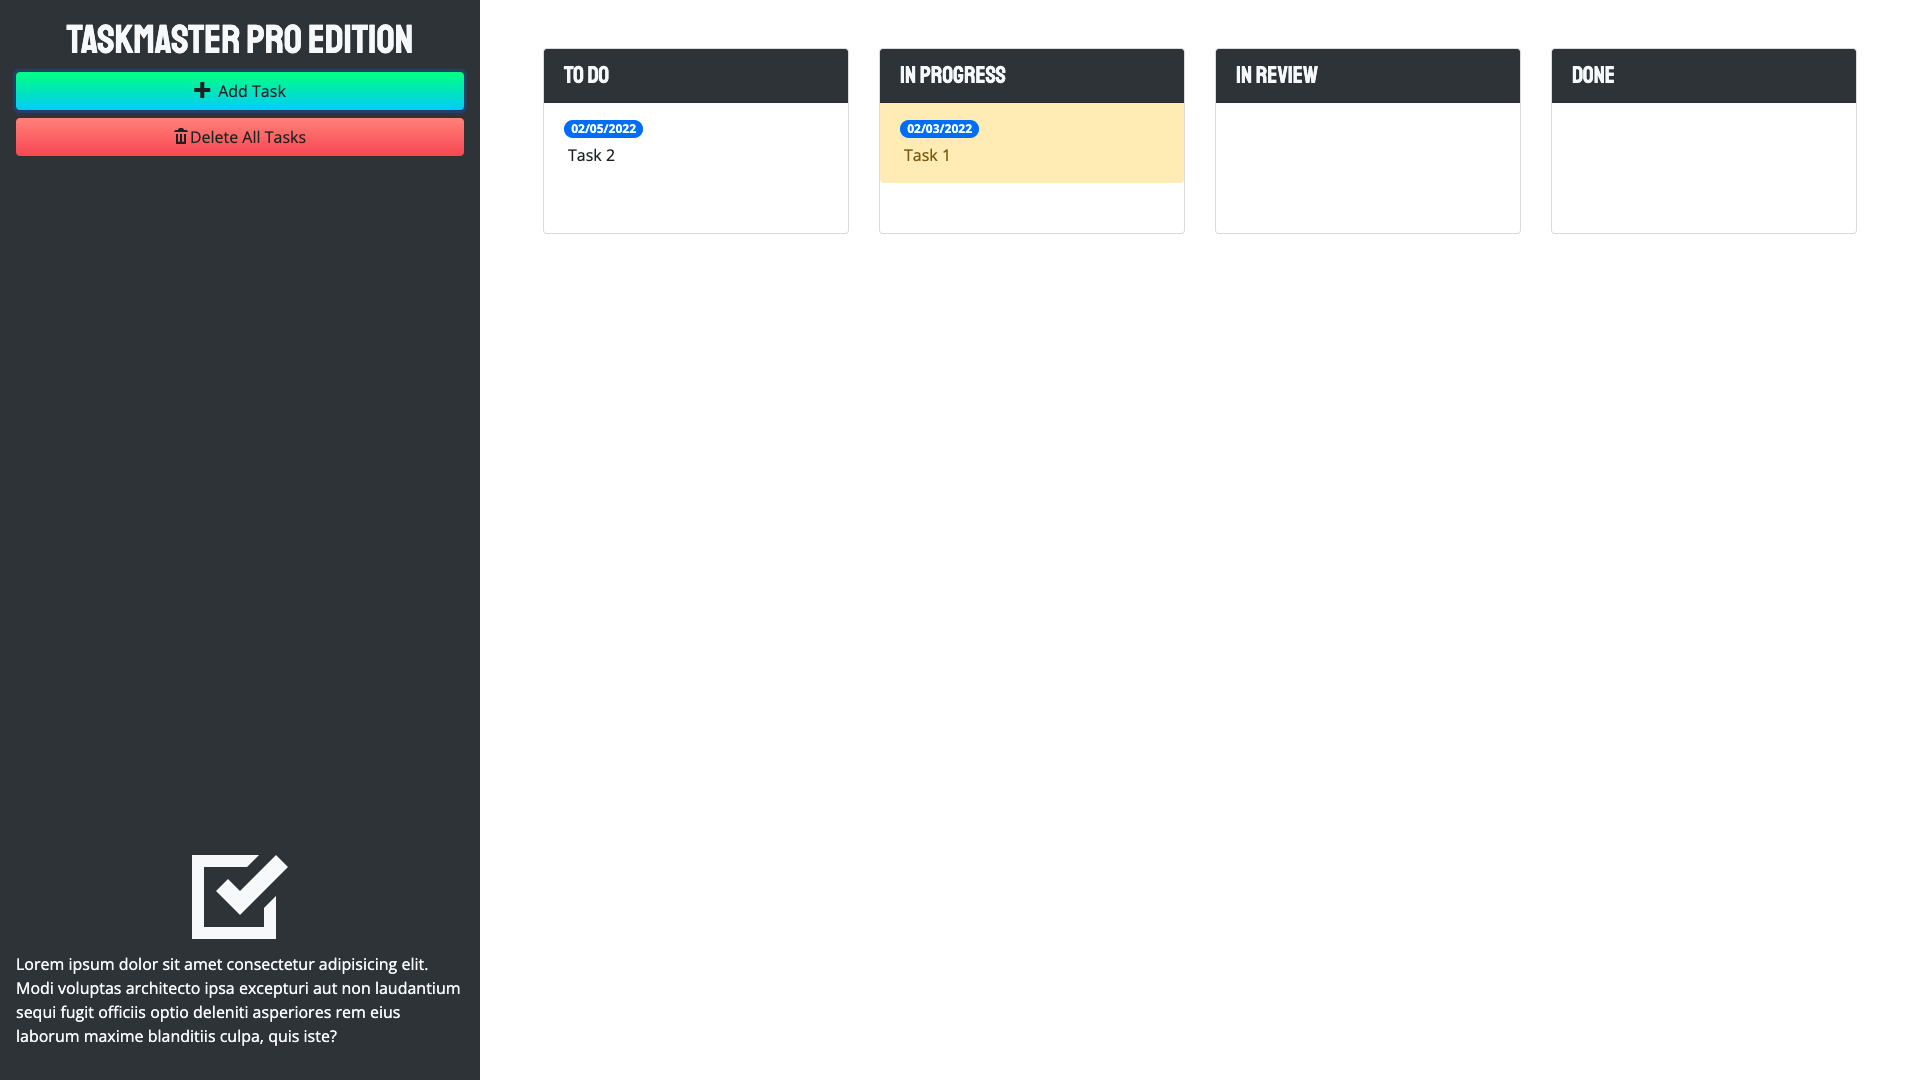 TASKMASTER PRO EDITION
Add Task
Delete All Tasks
Lorem ipsum dolor sit amet consectetur adipisicing elit.
Modi voluptas architecto ipsa excepturi aut non laudantium
sequi fugit officiis optio deleniti asperiores rem eius
laborum maxime blanditiis culpa, quis iste?
TO DO
02/05/2022
Task 2
IN PROGRESS
02/03/2022
Task 1
IN REVIEW
DONE